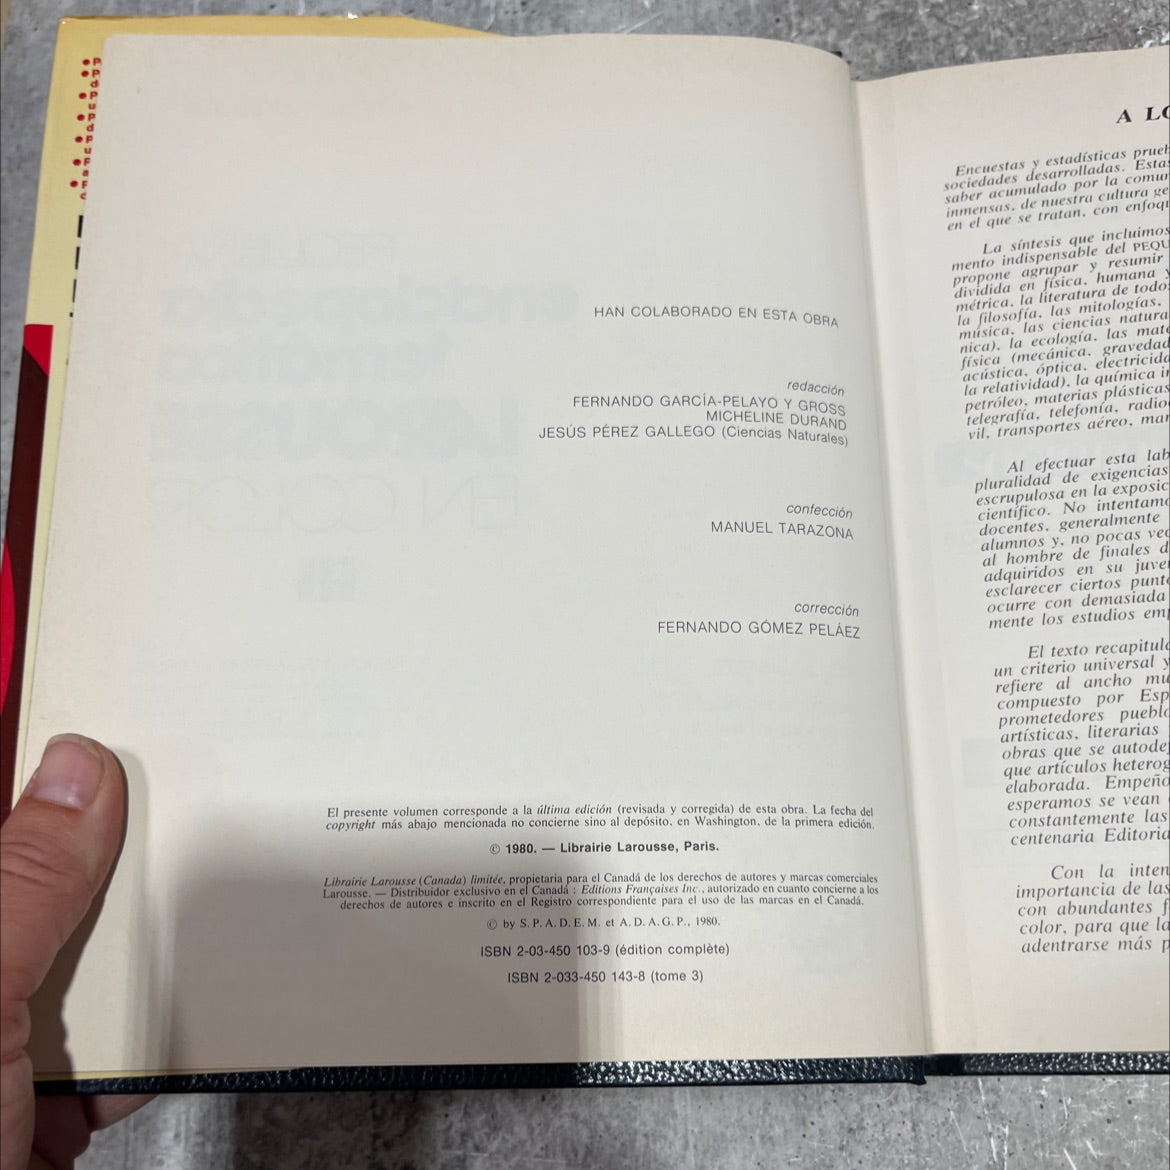 HAN COLABORADO EN ESTA OBRA
redacción
FERNANDO GARCÍA-PELAYO Y GROSS
MICHELINE DURAND
JESÚS PÉREZ GALLEGO (Ciencias Naturales)
confección
MANUEL TARAZONA
corrección
FERNANDO GÓMEZ PELÁEZ
El presente volumen corresponde a la última edición (revisada y corregida) de esta obra. La fecha del
copyright más abajo mencionada no concierne sino al depósito, en Washington, de la primera edición.
© 1980. — Librairie Larousse, Paris.
Librairie Larousse (Canada) limitée, propietaria para el Canadá de los derechos de autores y marcas comerciales
Larousse. — Distribuidor exclusivo en el Canadá : Editions Françaises Inc., autorizado en cuanto concierne a los
derechos de autores e inscrito en el Registro correspondiente para el uso de las marcas en el Canadá.
© by S.P.A.D.E.M. et A.D.A.G.P., 1980.
ISBN 2-03-450 103-9 (édition complète)
ISBN 2-033-450 143-8 (tome 3)
A LO
Encuestas y estadísticas prueb
sociedades desarrolladas. Estas
saber acumulado por la comun
inmensas, de nuestra cultura ge
en el que se tratan, con enfoqu
La síntesis que incluimos
mento indispensable del PEQU
propone agrupar y resumir
dividida en física, humana y
métrica, la literatura de todos
la filosofía, las mitologías,
música, las ciencias natura
nica), la ecología, las mate
física (mecánica, gravedad
acústica, óptica, electricida
la relatividad), la química in
petróleo, materias plásticas
telegrafía, telefonía, radio
vil, transportes aéreo, mar
Al efectuar esta lab
pluralidad de exigencias
escrupulosa en la exposic
científico. No intentamo
docentes, generalmente
alumnos y, no pocas vec
al hombre de finales d
adquiridos en su juve
esclarecer ciertos punto
ocurre con demasiada
mente los estudios emp
El texto recapitula
un criterio universal y
refiere al ancho mu
compuesto por Esp
prometedores pueblo
artísticas, literarias
obras que se autodef
que artículos heterog
elaborada. Empeño
esperamos se vean
constantemente las
centenaria Editoria
Con la inten
importancia de las
con abundantes f
color, para que la
adentrarse más p